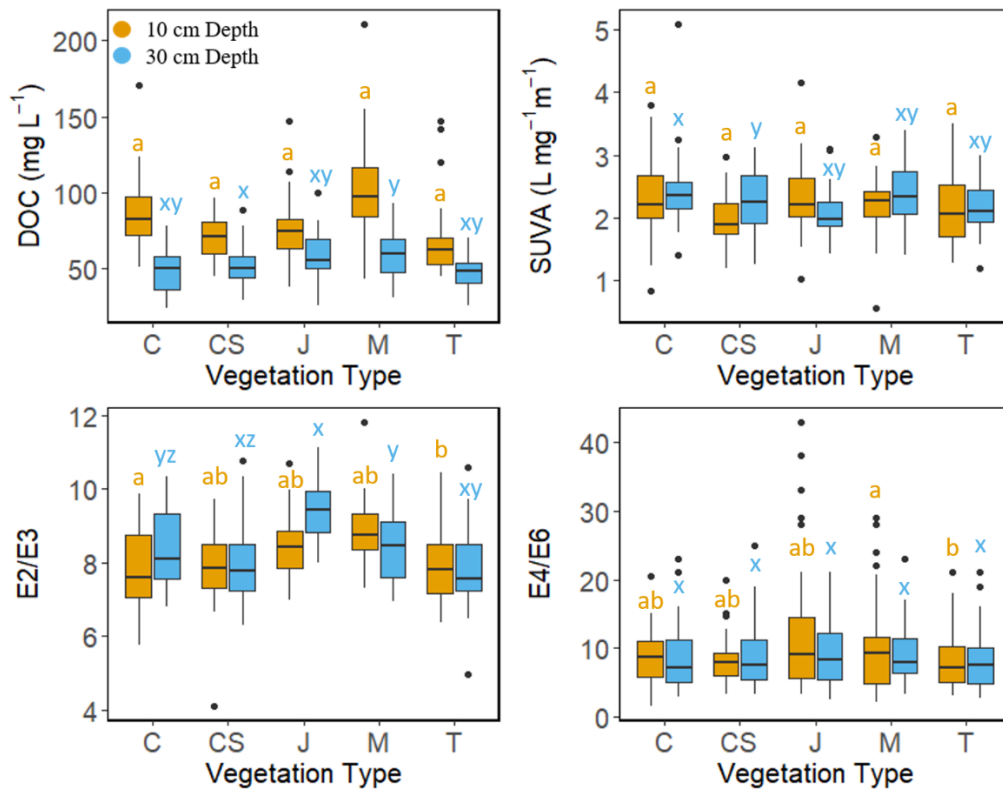 10 cm Depth
30 cm Depth
DOC (mg L⁻¹)
200
150
100
50
a
xy
a
x
a
xy
a
y
a
xy
C CS J M T
Vegetation Type
SUVA (L mg⁻¹m⁻¹)
5
4
3
2
1
a
x
a
y
a
xy
a
xy
a
xy
C CS J M T
Vegetation Type
E2/E3
12
10
8
6
4
a
yz
ab
xz
ab
x
ab
y
b
xy
C CS J M T
Vegetation Type
E4/E6
40
30
20
10
0
ab
x
ab
x
ab
x
a
x
b
x
C CS J M T
Vegetation Type